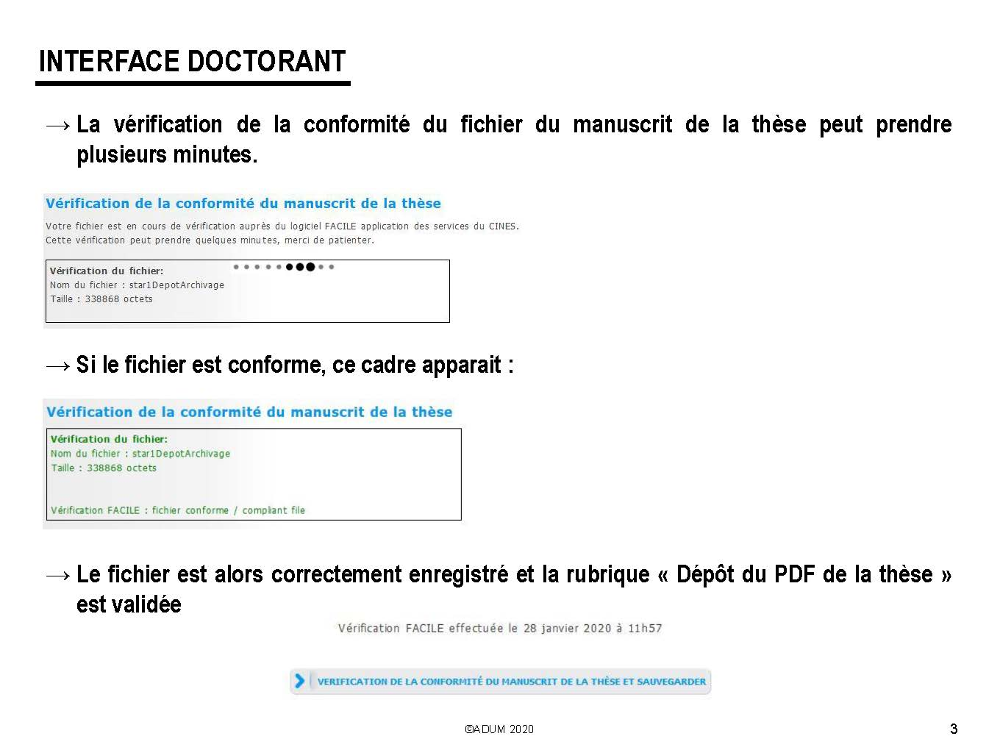 INTERFACE DOCTORANT
→ La vérification de la conformité du fichier du manuscrit de la thèse peut prendre
plusieurs minutes.
Vérification de la conformité du manuscrit de la thèse
Votre fichier est en cours de vérification auprès du logiciel FACILE application des services du CINES.
Cette vérification peut prendre quelques minutes, merci de patienter.
Vérification du fichier:
Nom du fichier : star1DepotArchivage
Taille : 338868 octets
→ Si le fichier est conforme, ce cadre apparait :
Vérification de la conformité du manuscrit de la thèse
Vérification du fichier:
Nom du fichier : star1DepotArchivage
Taille : 338868 octets
Vérification FACILE : fichier conforme / compliant file
→ Le fichier est alors correctement enregistré et la rubrique « Dépôt du PDF de la thèse »
est validée
Vérification FACILE effectuée le 28 janvier 2020 à 11h57
VERIFICATION DE LA CONFORMITÉ DU MANUSCRIT DE LA THÈSE ET SAUVEGARDER
©ADUM 2020
3